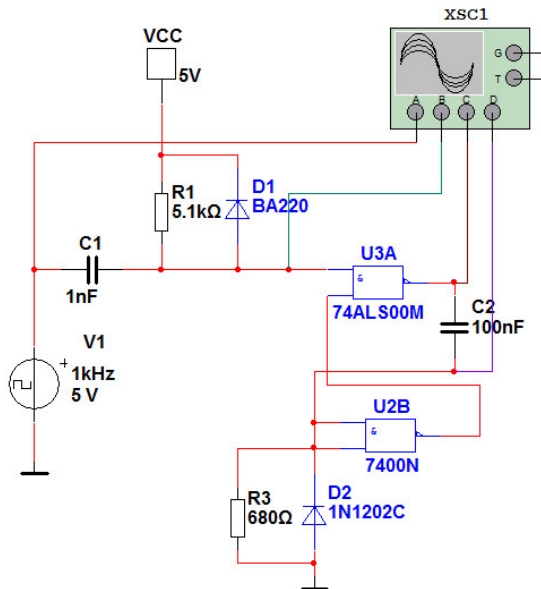 XSC1
G
T
A B C D
VCC
5V
R1
5.1kΩ
D1
BA220
C1
1nF
U3A
&
74ALS00M
C2
100nF
V1
+
1kHz
5 V
U2B
&
7400N
R3
680Ω
D2
1N1202C